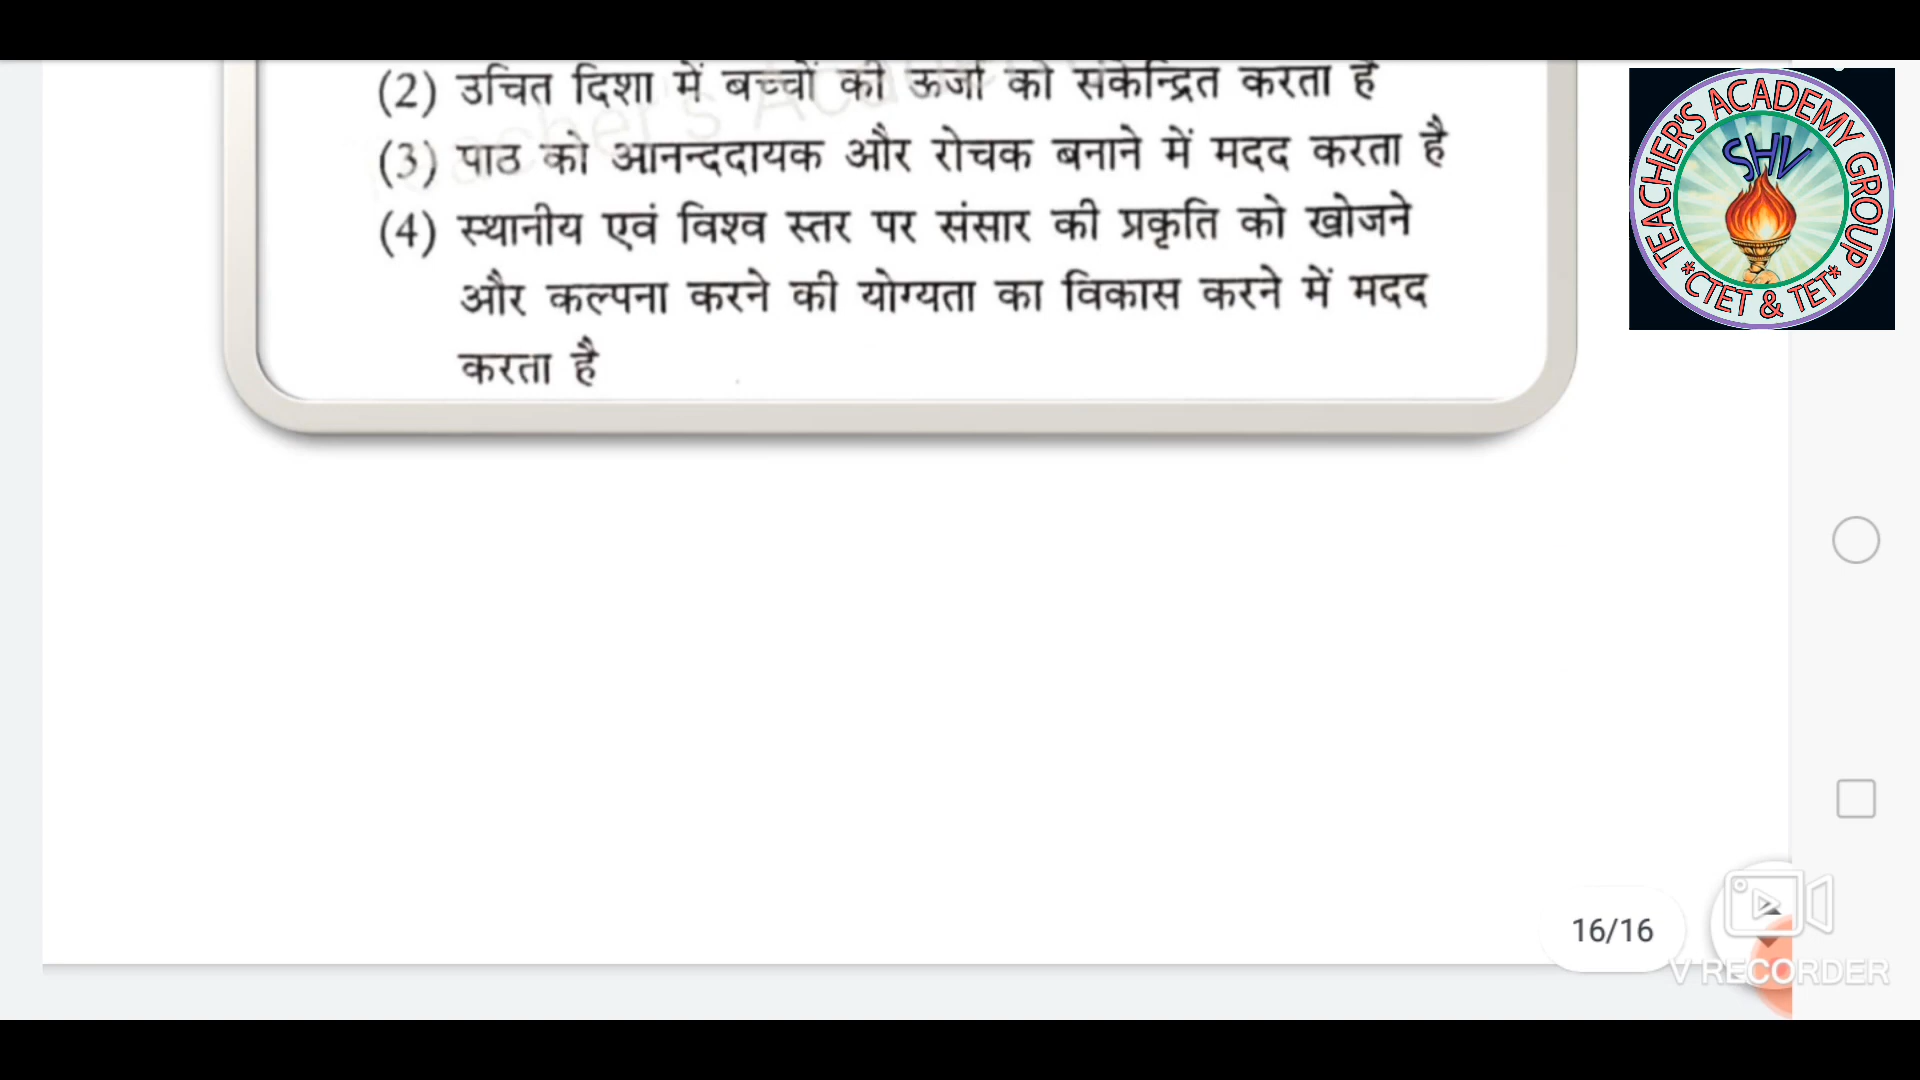 (2) उचित दिशा में बच्चों की ऊर्जा को संकेन्द्रित करता है
(3) पाठ को आनन्ददायक और रोचक बनाने में मदद करता है
(4) स्थानीय एवं विश्व स्तर पर संसार की प्रकृति को खोजने
और कल्पना करने की योग्यता का विकास करने में मदद
करता है
TEACHER'S ACADEMY GROUP
SHV
*CTET & TET*
16/16
V RECORDER